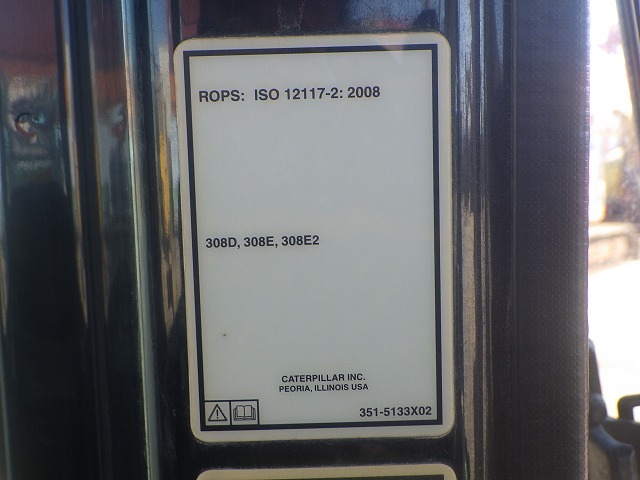 ROPS: ISO 12117-2: 2008
308D, 308E, 308E2
CATERPILLAR INC.
PEORIA, ILLINOIS USA
351-5133X02